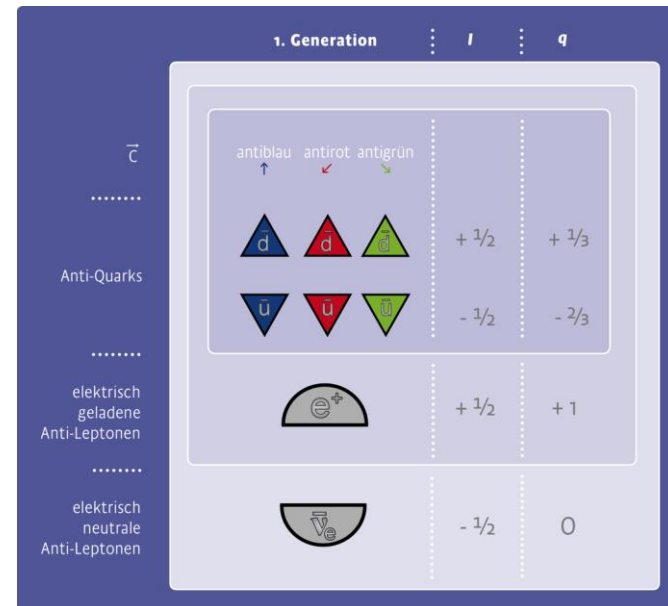 1. Generation I q
C
antiblau antirot antigrün
↑ ↙ ↘
d̄ d̄ d̄ + ½ + ⅓
Anti-Quarks
ū ū ū - ½ - ⅔
elektrisch
geladene
Anti-Leptonen
e⁺ + ½ + 1
elektrisch
neutrale
Anti-Leptonen
ν̄e - ½ 0